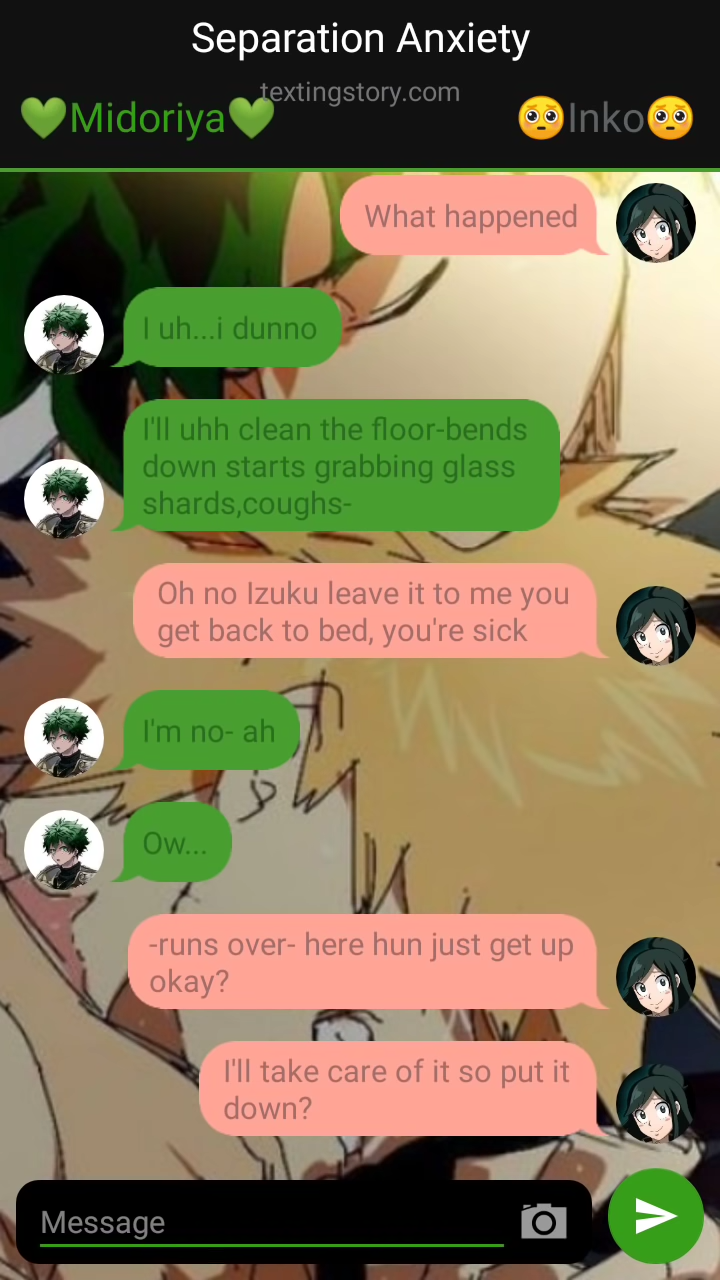 Separation Anxiety
textingstory.com
💚Midoriya💚
🥺Inko🥺
What happened
I uh...i dunno
I'll uhh clean the floor-bends
down starts grabbing glass
shards,coughs-
Oh no Izuku leave it to me you
get back to bed, you're sick
I'm no- ah
Ow...
-runs over- here hun just get up
okay?
I'll take care of it so put it
down?
Message